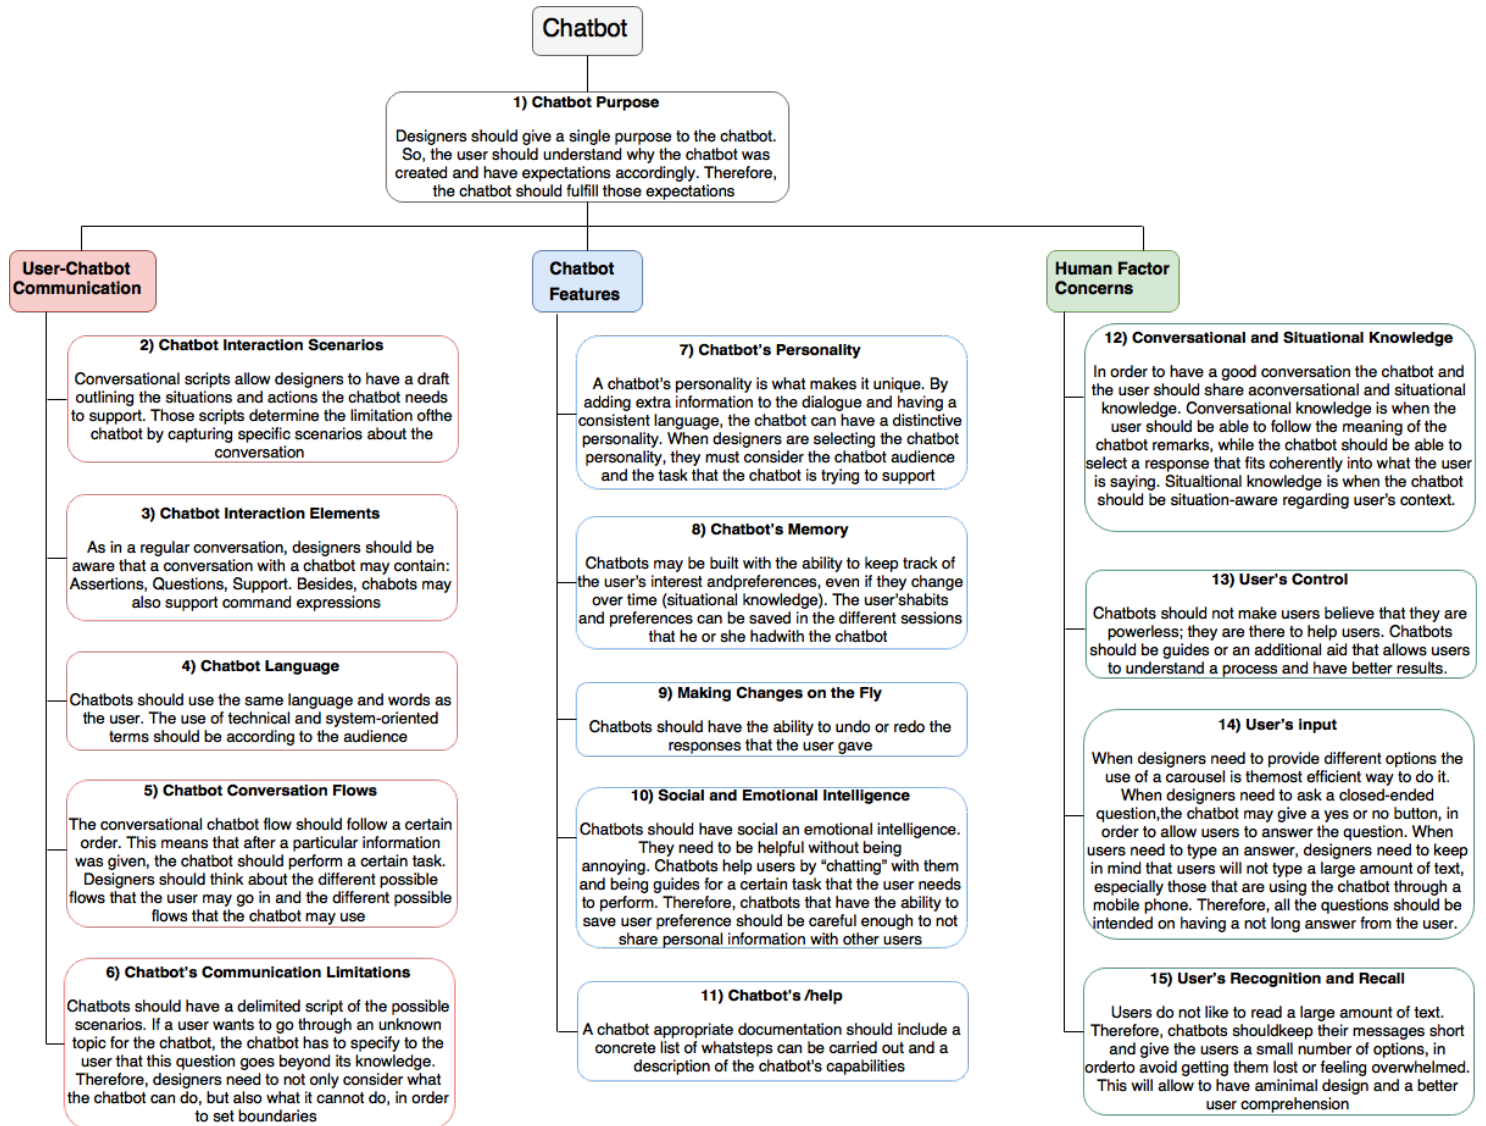 Chatbot
1) Chatbot Purpose
Designers should give a single purpose to the chatbot.
So, the user should understand why the chatbot was
created and have expectations accordingly. Therefore,
the chatbot should fulfill those expectations
User-Chatbot
Communication
2) Chatbot Interaction Scenarios
Conversational scripts allow designers to have a draft
outlining the situations and actions the chatbot needs
to support. Those scripts determine the limitation ofthe
chatbot by capturing specific scenarios about the
conversation
3) Chatbot Interaction Elements
As in a regular conversation, designers should be
aware that a conversation with a chatbot may contain:
Assertions, Questions, Support. Besides, chabots may
also support command expressions
4) Chatbot Language
Chatbots should use the same language and words as
the user. The use of technical and system-oriented
terms should be according to the audience
5) Chatbot Conversation Flows
The conversational chatbot flow should follow a certain
order. This means that after a particular information
was given, the chatbot should perform a certain task.
Designers should think about the different possible
flows that the user may go in and the different possible
flows that the chatbot may use
6) Chatbot's Communication Limitations
Chatbots should have a delimited script of the possible
scenarios. If a user wants to go through an unknown
topic for the chatbot, the chatbot has to specify to the
user that this question goes beyond its knowledge.
Therefore, designers need to not only consider what
the chatbot can do, but also what it cannot do, in order
to set boundaries
Chatbot
Features
7) Chatbot's Personality
A chatbot's personality is what makes it unique. By
adding extra information to the dialogue and having a
consistent language, the chatbot can have a distinctive
personality. When designers are selecting the chatbot
personality, they must consider the chatbot audience
and the task that the chatbot is trying to support
8) Chatbot's Memory
Chatbots may be built with the ability to keep track of
the user's interest andpreferences, even if they change
over time (situational knowledge). The user'shabits
and preferences can be saved in the different sessions
that he or she hadwith the chatbot
9) Making Changes on the Fly
Chatbots should have the ability to undo or redo the
responses that the user gave
10) Social and Emotional Intelligence
Chatbots should have social an emotional intelligence.
They need to be helpful without being
annoying. Chatbots help users by “chatting” with them
and being guides for a certain task that the user needs
to perform. Therefore, chatbots that have the ability to
save user preference should be careful enough to not
share personal information with other users
11) Chatbot's /help
A chatbot appropriate documentation should include a
concrete list of whatsteps can be carried out and a
description of the chatbot's capabilities
Human Factor
Concerns
12) Conversational and Situational Knowledge
In order to have a good conversation the chatbot and
the user should share aconversational and situational
knowledge. Conversational knowledge is when the
user should be able to follow the meaning of the
chatbot remarks, while the chatbot should be able to
select a response that fits coherently into what the user
is saying. Situaltional knowledge is when the chatbot
should be situation-aware regarding user's context.
13) User's Control
Chatbots should not make users believe that they are
powerless; they are there to help users. Chatbots
should be guides or an additional aid that allows users
to understand a process and have better results.
14) User's input
When designers need to provide different options the
use of a carousel is themost efficient way to do it.
When designers need to ask a closed-ended
question,the chatbot may give a yes or no button, in
order to allow users to answer the question. When
users need to type an answer, designers need to keep
in mind that users will not type a large amount of text,
especially those that are using the chatbot through a
mobile phone. Therefore, all the questions should be
intended on having a not long answer from the user.
15) User's Recognition and Recall
Users do not like to read a large amount of text.
Therefore, chatbots shouldkeep their messages short
and give the users a small number of options, in
orderto avoid getting them lost or feeling overwhelmed.
This will allow to have aminimal design and a better
user comprehension